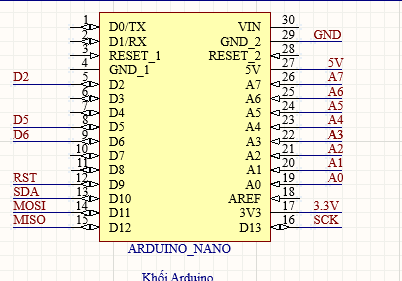 1 D0/TX VIN 30
2 D1/RX GND_2 29 GND
3 RESET_1 RESET_2 28
4 GND_1 5V 27 5V
D2 5 D2 A7 26 A7
6 D3 A6 25 A6
7 D4 A5 24 A5
D5 8 D5 A4 23 A4
D6 9 D6 A3 22 A3
10 D7 A2 21 A2
11 D8 A1 20 A1
RST 12 D9 A0 19 A0
SDA 13 D10 AREF 18
MOSI 14 D11 3V3 17 3.3V
MISO 15 D12 D13 16 SCK
ARDUINO_NANO
Khối Arduino